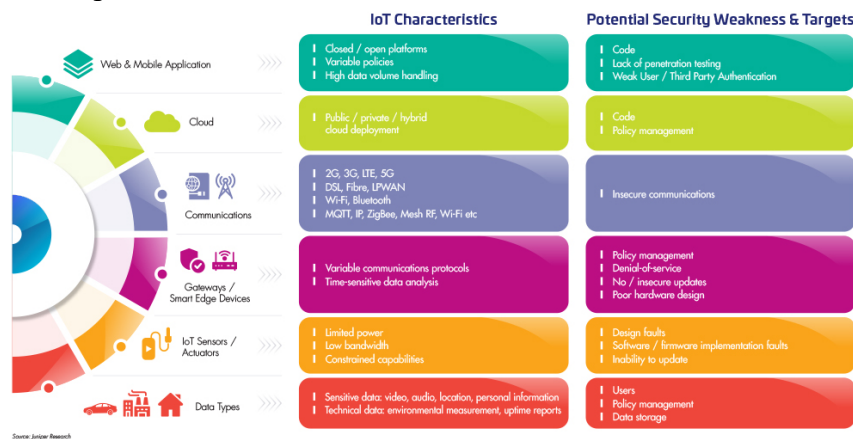 IoT Characteristics
Potential Security Weakness & Targets
Web & Mobile Application
Closed / open platforms
Variable policies
High data volume handling
Code
Lack of penetration testing
Weak User / Third Party Authentication
Cloud
Public / private / hybrid
cloud deployment
Code
Policy management
Communications
2G, 3G, LTE, 5G
DSL, Fibre, LPWAN
Wi-Fi, Bluetooth
MQTT, IP, ZigBee, Mesh RF, Wi-Fi etc
Insecure communications
Gateways /
Smart Edge Devices
Variable communications protocols
Time-sensitive data analysis
Policy management
Denial-of-service
No / insecure updates
Poor hardware design
IoT Sensors /
Actuators
Limited power
Low bandwidth
Constrained capabilities
Design faults
Software / firmware implementation faults
Inability to update
Data Types
Sensitive data: video, audio, location, personal information
Technical data: environmental measurement, uptime reports
Users
Policy management
Data storage
Source: Juniper Research